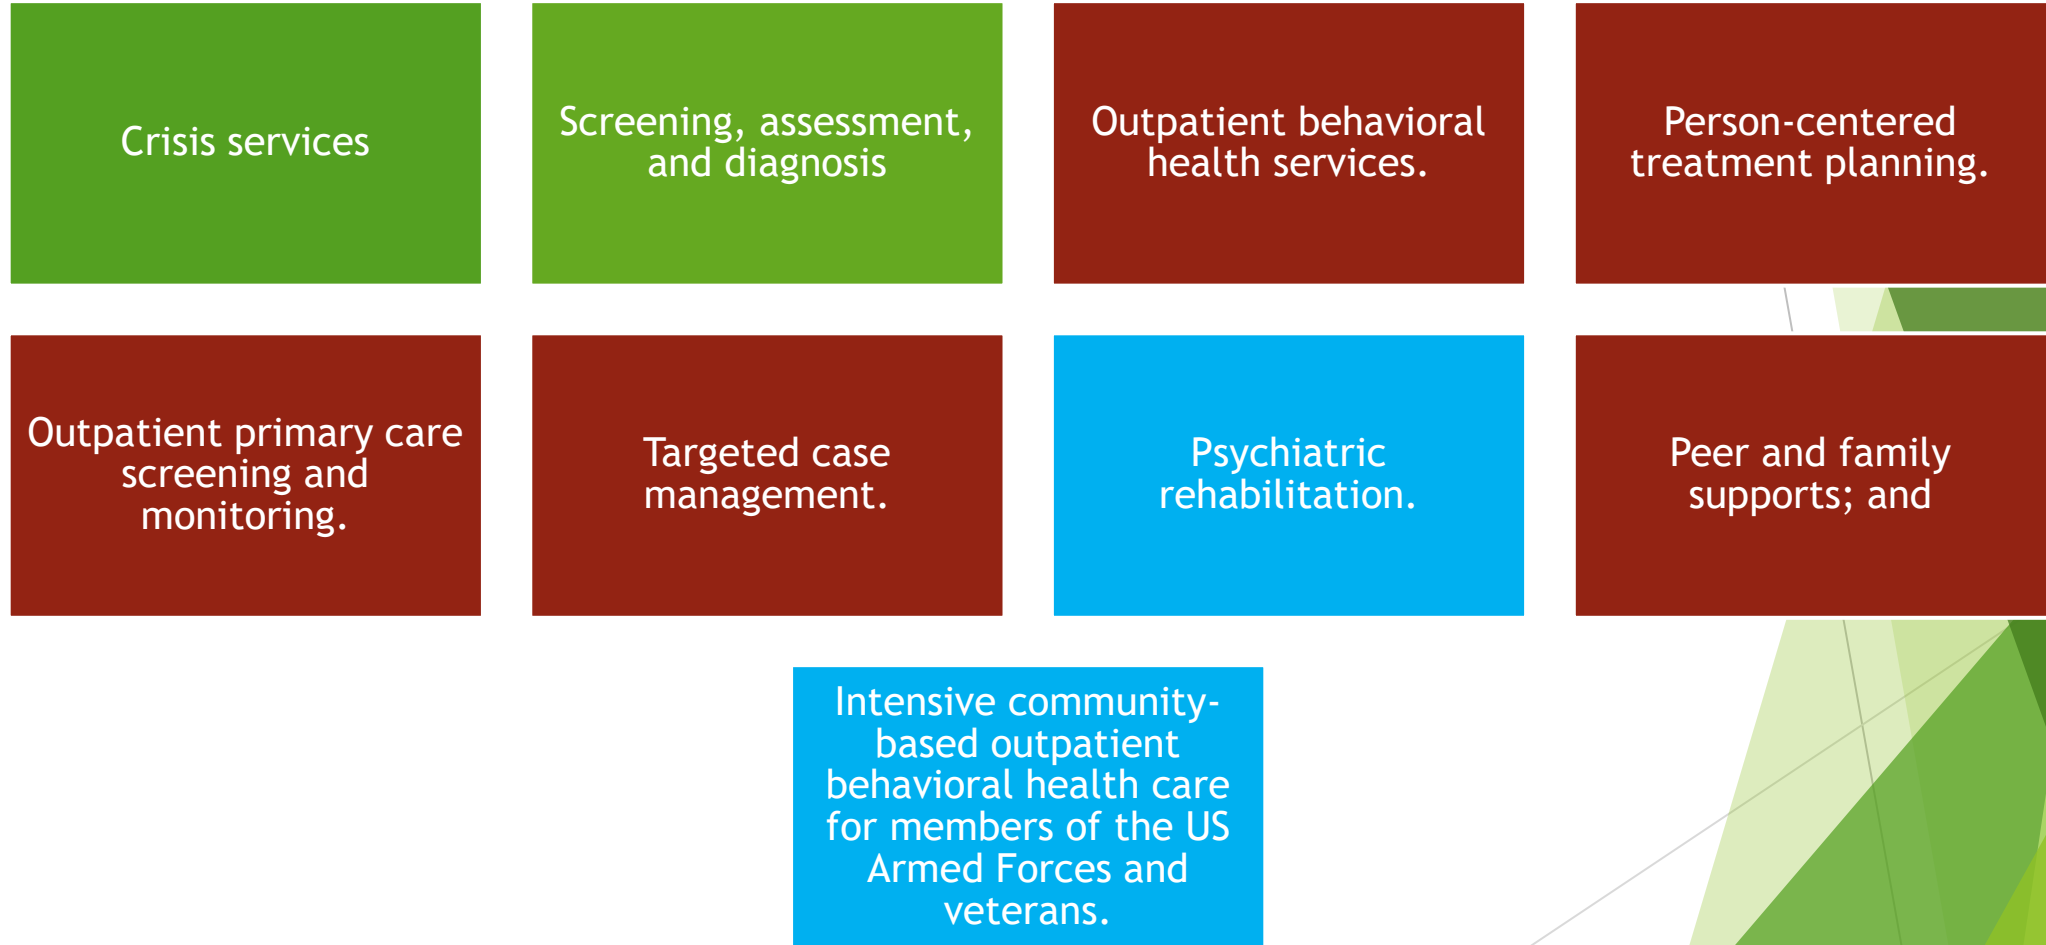 Crisis services
Screening, assessment,
and diagnosis
Outpatient behavioral
health services.
Person-centered
treatment planning.
Outpatient primary care
screening and
monitoring.
Targeted case
management.
Psychiatric
rehabilitation.
Peer and family
supports; and
Intensive community-
based outpatient
behavioral health care
for members of the US
Armed Forces and
veterans.